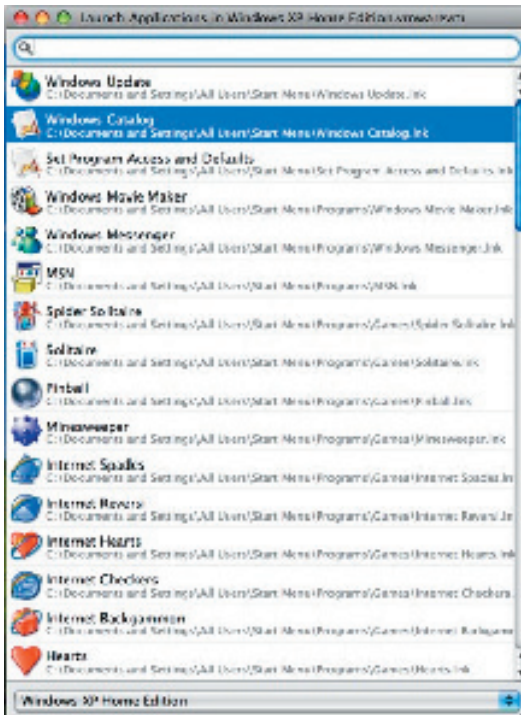 Launch Applications in Windows XP Home Edition.vmwarevm
Windows Update
C:\Documents and Settings\All Users\Start Menu\Windows Update.lnk
Windows Catalog
C:\Documents and Settings\All Users\Start Menu\Windows Catalog.lnk
Set Program Access and Defaults
C:\Documents and Settings\All Users\Start Menu\Set Program Access and Defaults.lnk
Windows Movie Maker
C:\Documents and Settings\All Users\Start Menu\Programs\Windows Movie Maker.lnk
Windows Messenger
C:\Documents and Settings\All Users\Start Menu\Programs\Windows Messenger.lnk
MSN
C:\Documents and Settings\All Users\Start Menu\Programs\MSN.lnk
Spider Solitaire
C:\Documents and Settings\All Users\Start Menu\Programs\Games\Spider Solitaire.lnk
Solitaire
C:\Documents and Settings\All Users\Start Menu\Programs\Games\Solitaire.lnk
Pinball
C:\Documents and Settings\All Users\Start Menu\Programs\Games\Pinball.lnk
Minesweeper
C:\Documents and Settings\All Users\Start Menu\Programs\Games\Minesweeper.lnk
Internet Spades
C:\Documents and Settings\All Users\Start Menu\Programs\Games\Internet Spades.ln
Internet Reversi
C:\Documents and Settings\All Users\Start Menu\Programs\Games\Internet Reversi.ln
Internet Hearts
C:\Documents and Settings\All Users\Start Menu\Programs\Games\Internet Hearts.lnk
Internet Checkers
C:\Documents and Settings\All Users\Start Menu\Programs\Games\Internet Checkers.
Internet Backgammon
C:\Documents and Settings\All Users\Start Menu\Programs\Games\Internet Backgamm
Hearts
C:\Documents and Settings\All Users\Start Menu\Programs\Games\Hearts.lnk
Windows XP Home Edition